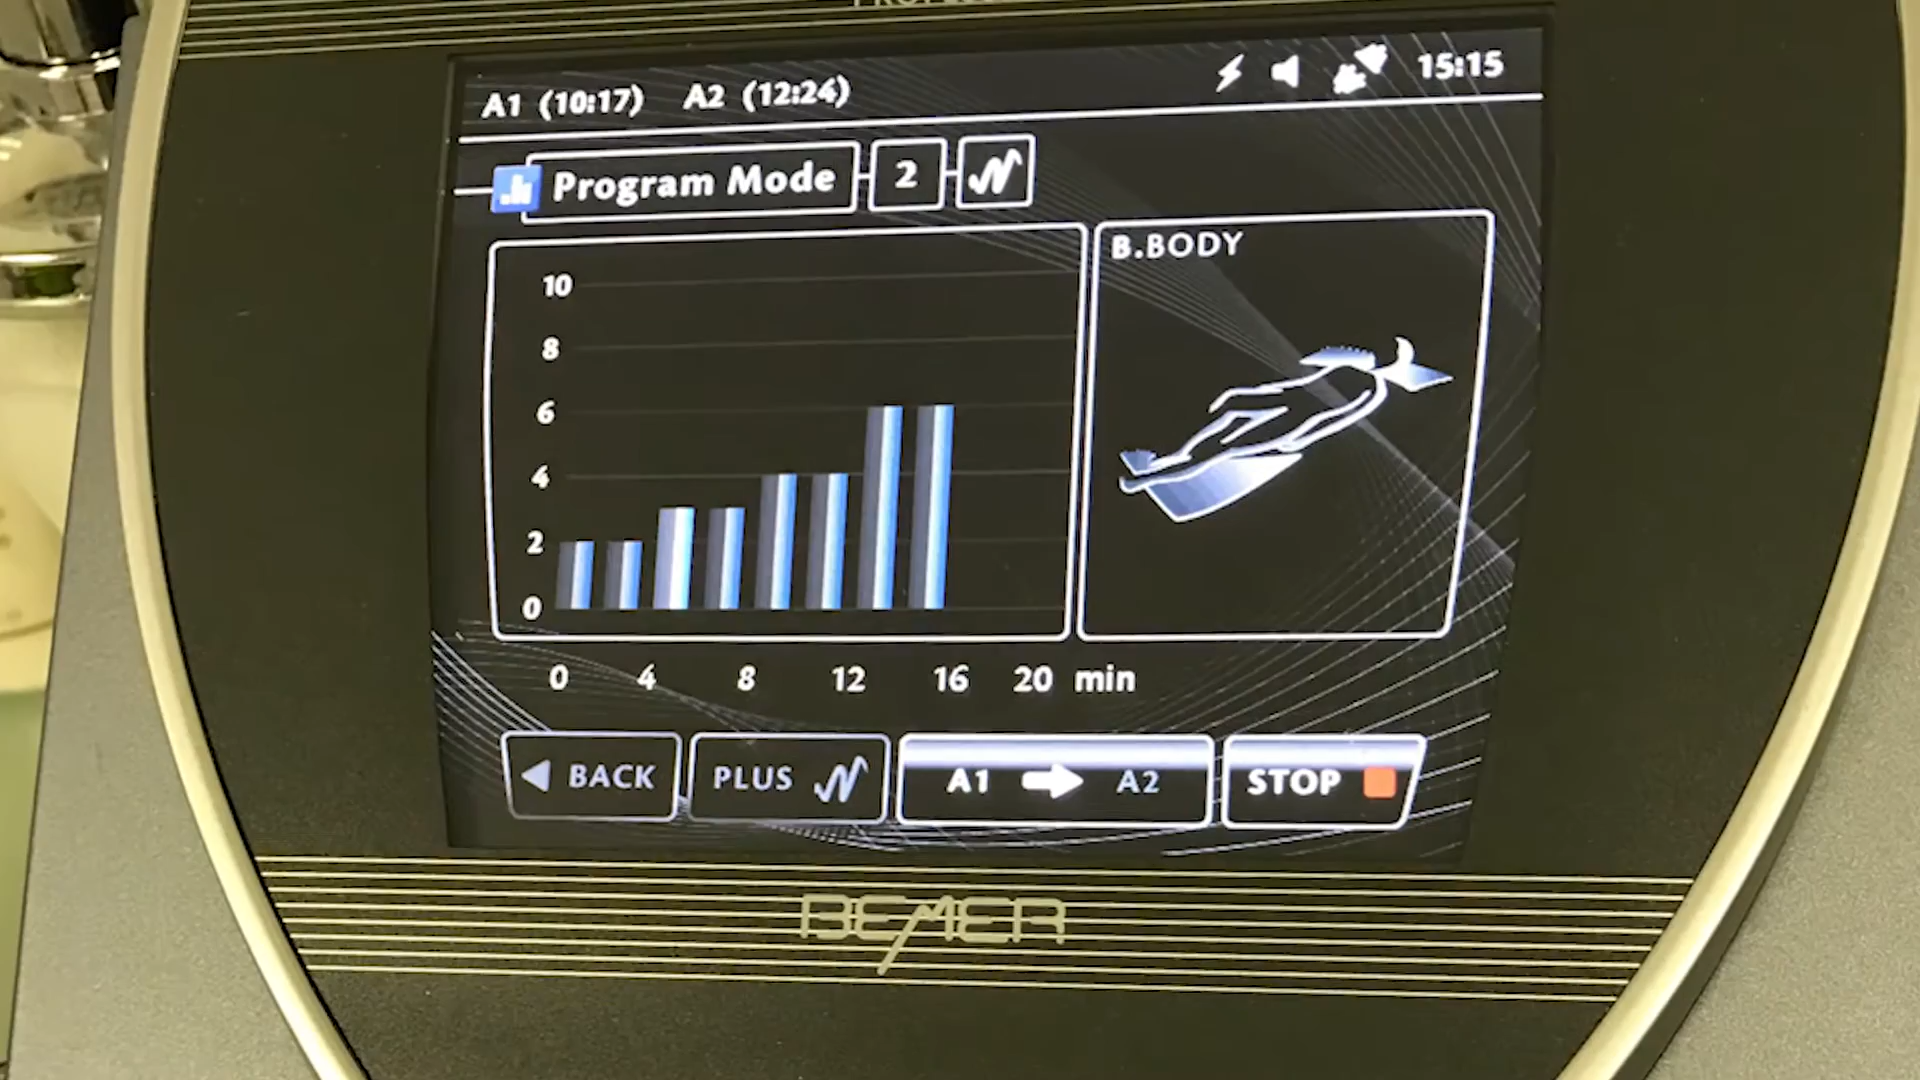 A1 (10:17) A2 (12:24) 15:15
Program Mode 2
B.BODY
10
8
6
4
2
0
0 4 8 12 16 20 min
BACK PLUS A1 A2 STOP
BEMER